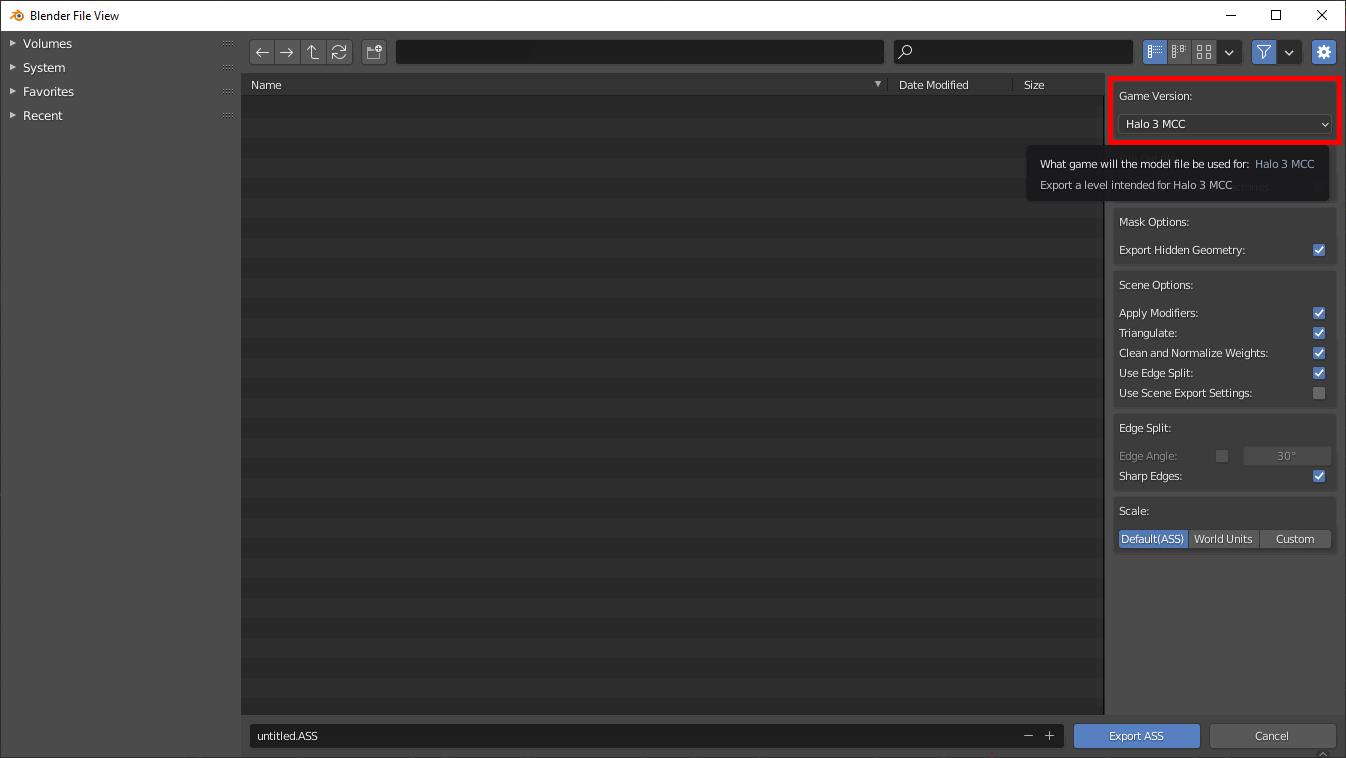 Blender File View
Volumes
System
Favorites
Recent
Name
Date Modified
Size
Game Version:
Halo 3 MCC
What game will the model file be used for: Halo 3 MCC
Export a level intended for Halo 3 MCC
Mask Options:
Export Hidden Geometry:
Scene Options:
Apply Modifiers:
Triangulate:
Clean and Normalize Weights:
Use Edge Split:
Use Scene Export Settings:
Edge Split:
Edge Angle: 30°
Sharp Edges:
Scale:
Default(ASS) World Units Custom
untitled.ASS
Export ASS
Cancel